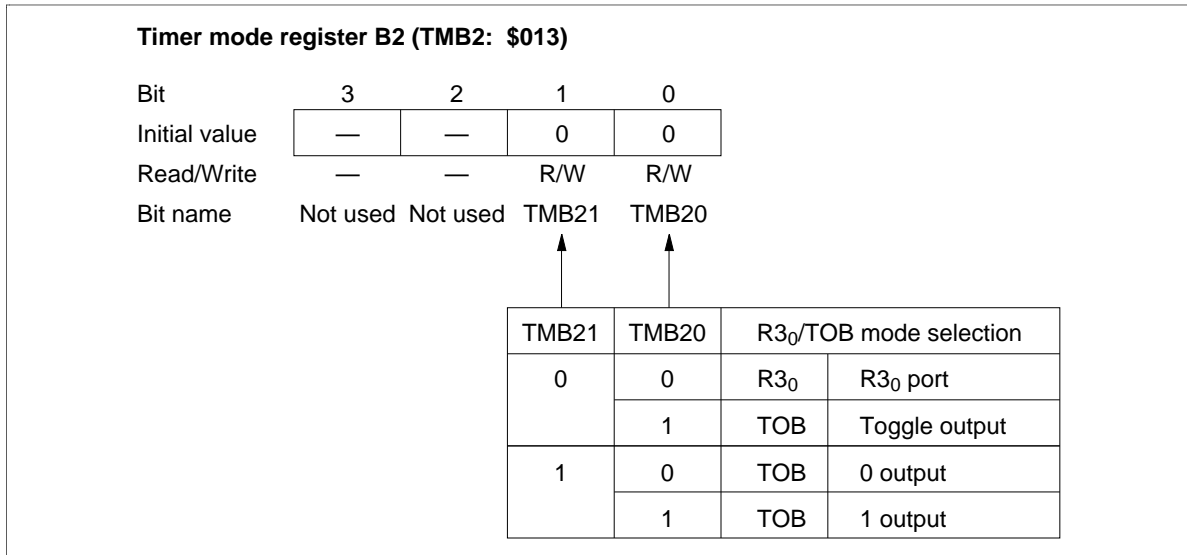 Timer mode register B2 (TMB2: $013)
Bit 3 2 1 0
Initial value — — 0 0
Read/Write — — R/W R/W
Bit name Not used Not used TMB21 TMB20
TMB21 TMB20 R3₀/TOB mode selection
0 0 R3₀ R3₀ port
1 TOB Toggle output
1 0 TOB 0 output
1 TOB 1 output